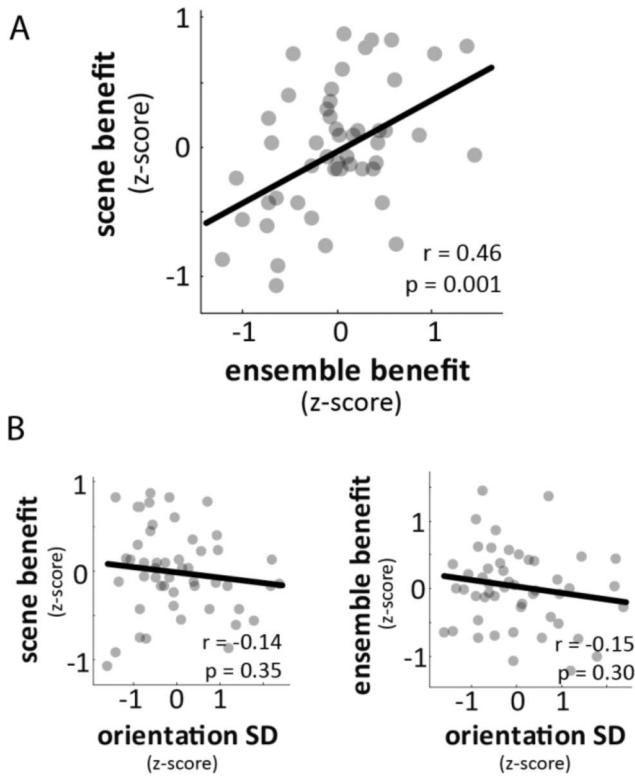 A
scene benefit
(z-score)
1
0
-1
r = 0.46
p = 0.001
-1 0 1
ensemble benefit
(z-score)
B
scene benefit
(z-score)
1
0
-1
r = -0.14
p = 0.35
-1 0 1
orientation SD
(z-score)
ensemble benefit
(z-score)
1
0
-1
r = -0.15
p = 0.30
-1 0 1
orientation SD
(z-score)